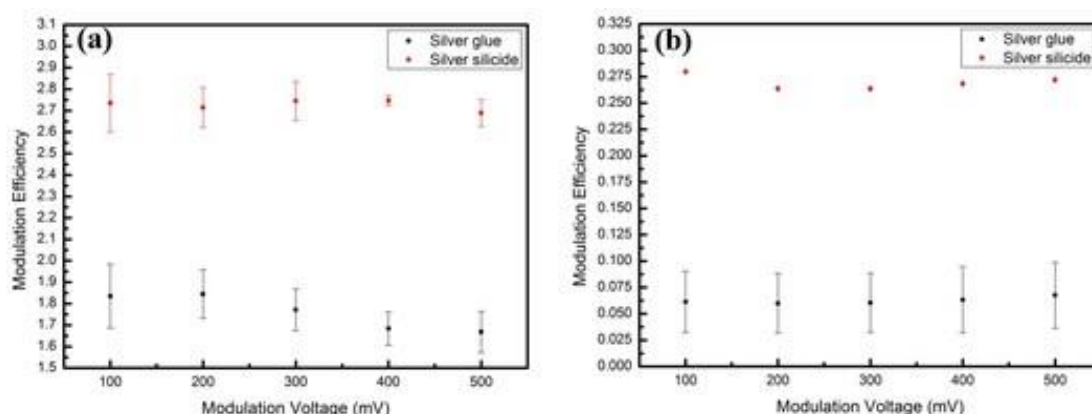 (a)
Silver glue
Silver silicide
Modulation Efficiency
3.1
3.0
2.9
2.8
2.7
2.6
2.5
2.4
2.3
2.2
2.1
2.0
1.9
1.8
1.7
1.6
1.5
100 200 300 400 500
Modulation Voltage (mV)
(b)
Silver glue
Silver silicide
Modulation Efficiency
0.325
0.300
0.275
0.250
0.225
0.200
0.175
0.150
0.125
0.100
0.075
0.050
0.025
0.000
100 200 300 400 500
Modulation Voltage (mV)